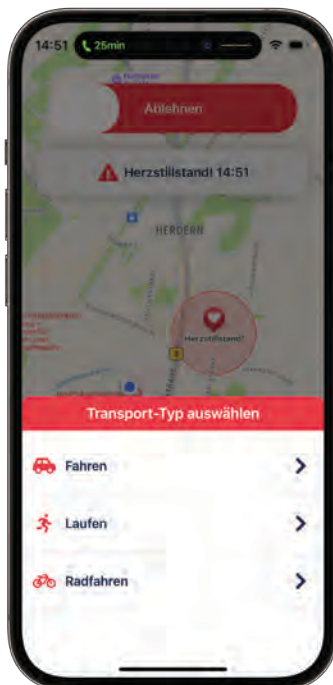 14:51 25min
Ablehnen
Herzstillstand! 14:51
HERDERN
Herzstillstand?
Transport-Typ auswählen
Fahren
Laufen
Radfahren